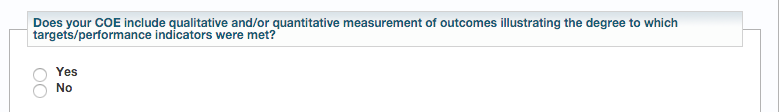 Does your COE include qualitative and/or quantitative measurement of outcomes illustrating the degree to which
targets/performance indicators were met?
Yes
No